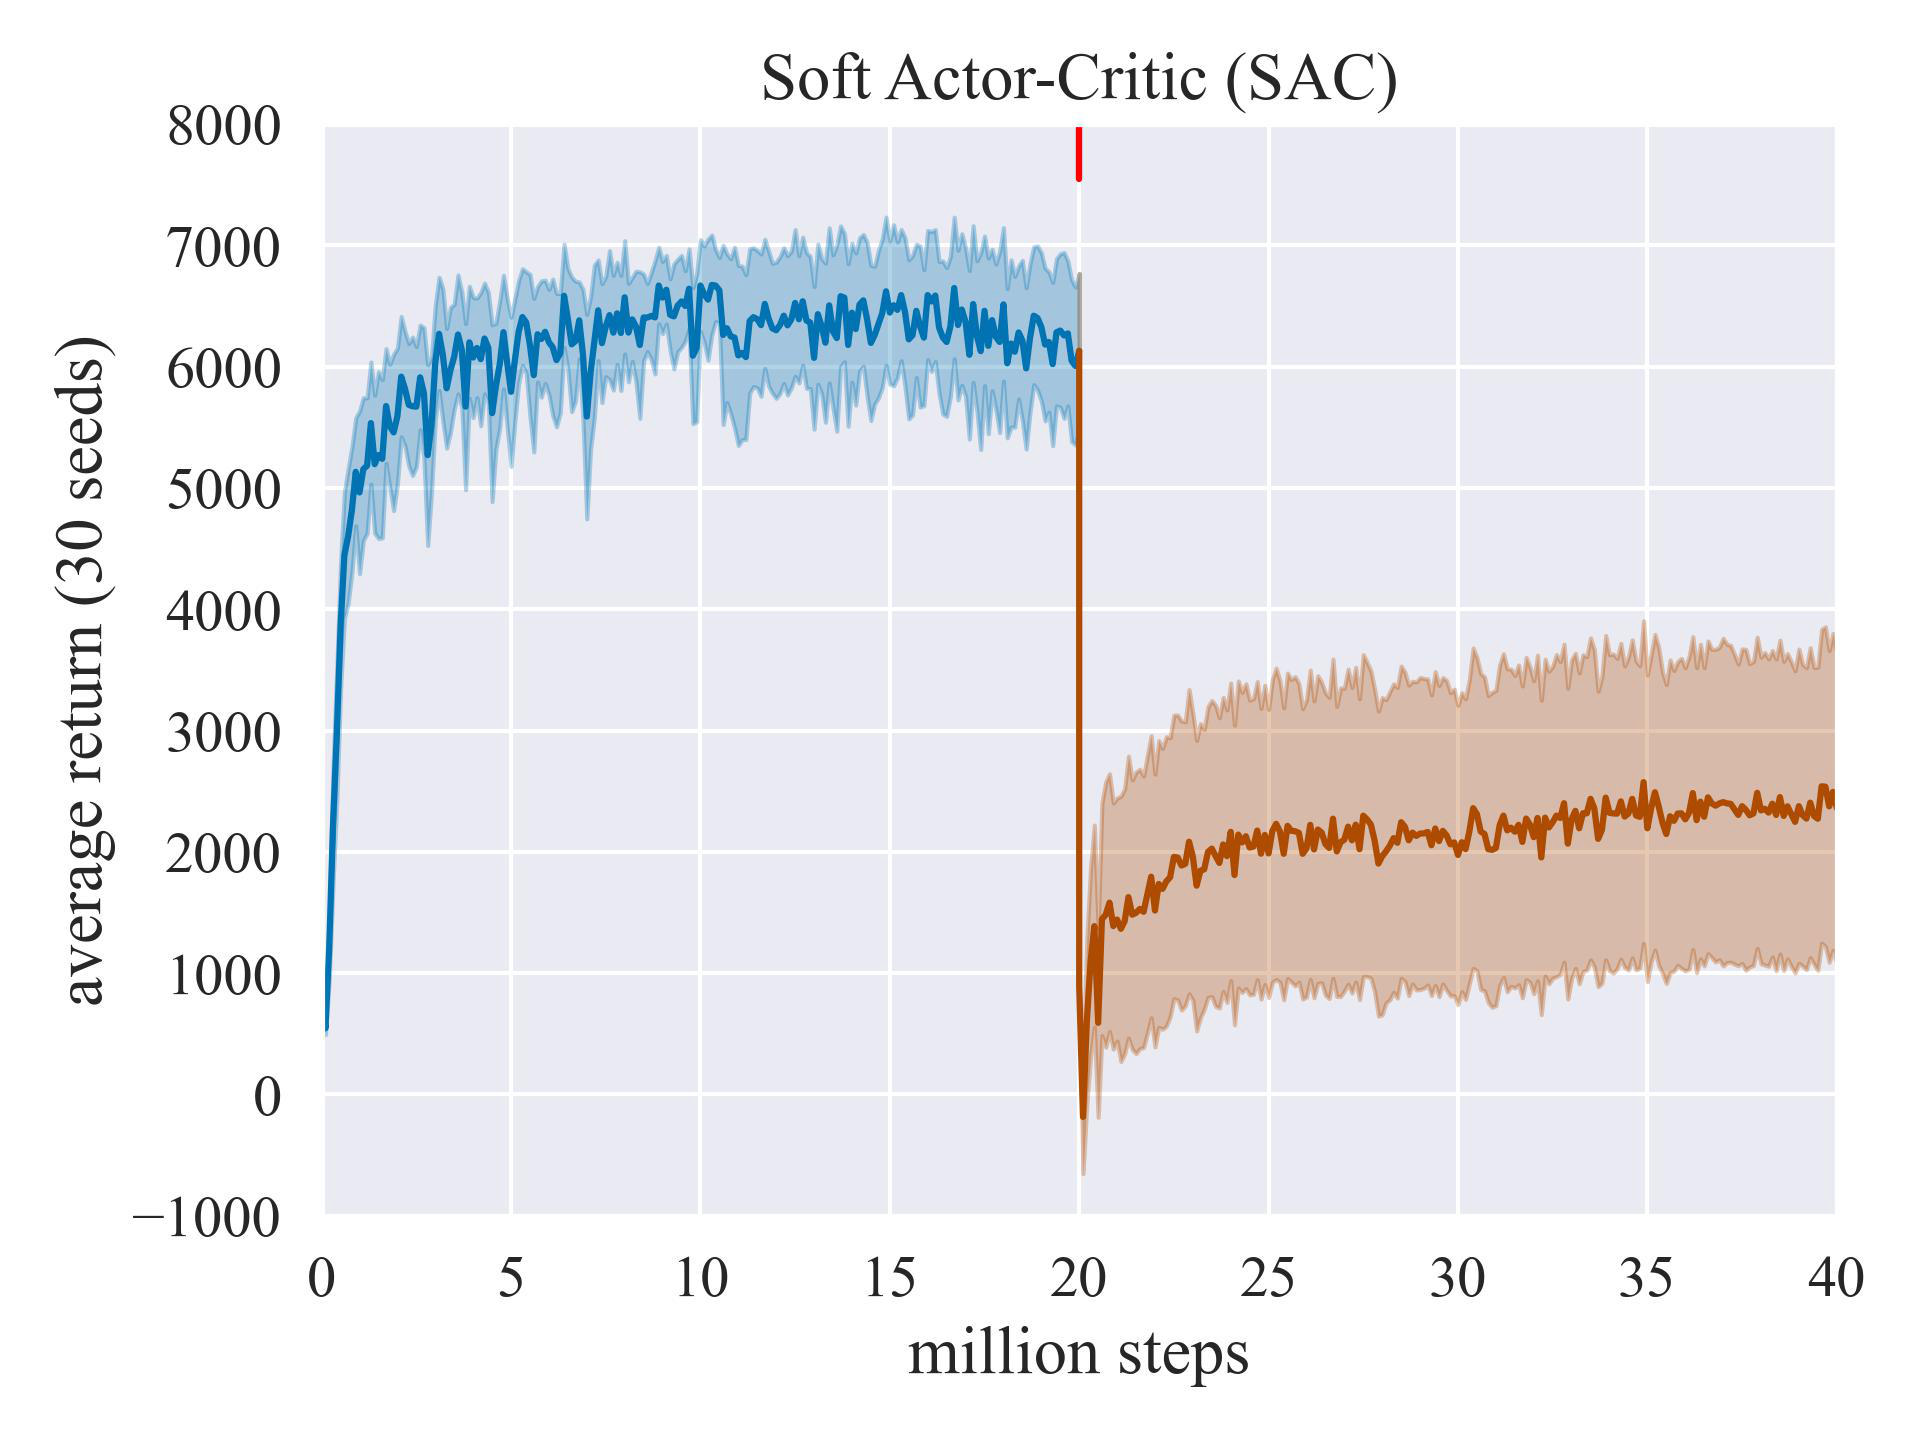 Soft Actor-Critic (SAC)
8000
7000
6000
5000
4000
3000
2000
1000
0
−1000
average return (30 seeds)
0 5 10 15 20 25 30 35 40
million steps